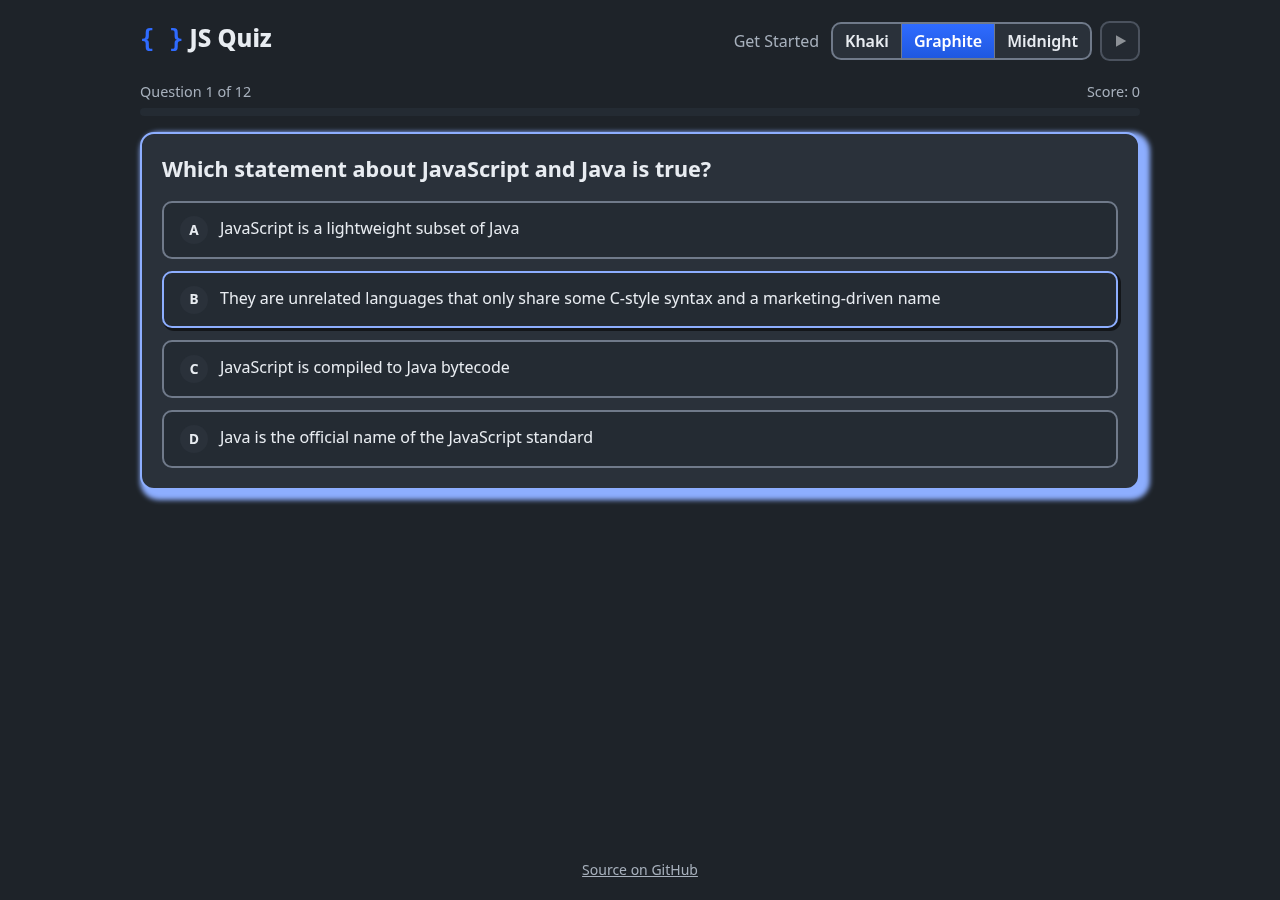 { } JS Quiz
Get Started
Khaki
Graphite
Midnight
Question 1 of 12
Score: 0
Which statement about JavaScript and Java is true?
A JavaScript is a lightweight subset of Java
B They are unrelated languages that only share some C-style syntax and a marketing-driven name
C JavaScript is compiled to Java bytecode
D Java is the official name of the JavaScript standard
Source on GitHub